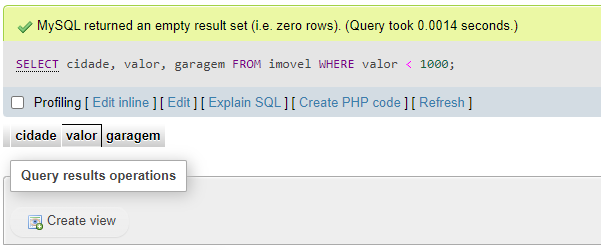 MySQL returned an empty result set (i.e. zero rows). (Query took 0.0014 seconds.)
SELECT cidade, valor, garagem FROM imovel WHERE valor < 1000;
Profiling [ Edit inline ] [ Edit ] [ Explain SQL ] [ Create PHP code ] [ Refresh ]
cidade valor garagem
Query results operations
Create view